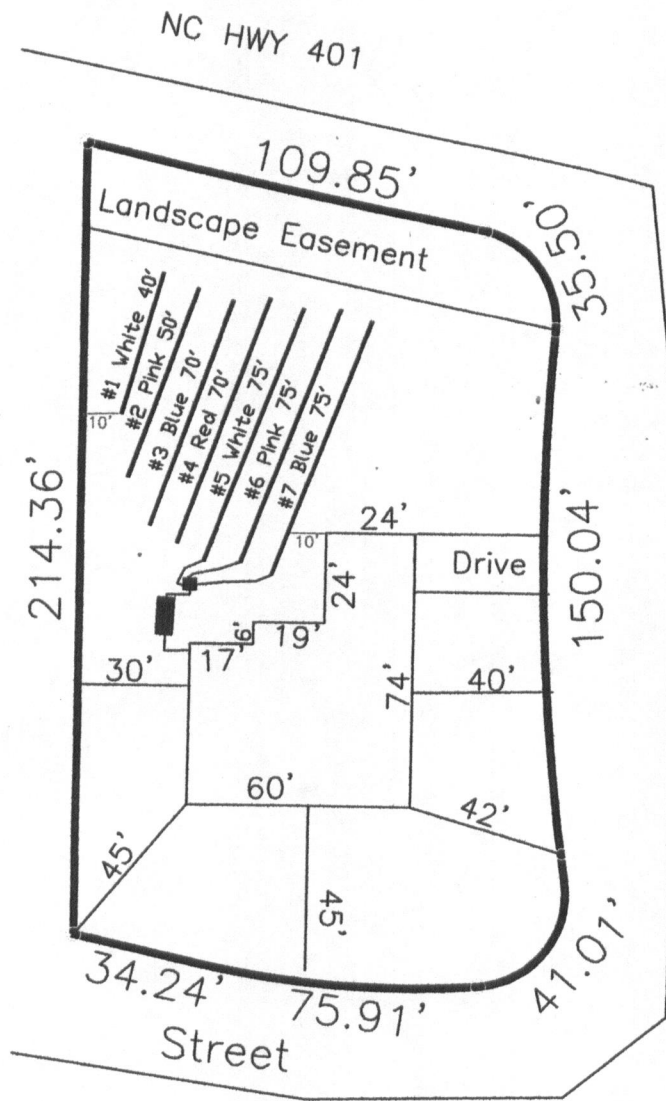 NC HWY 401
109.85'
35.50'
Landscape Easement
#1 White 40'
#2 Pink 50'
#3 Blue 70'
#4 Red 70'
#5 White 75'
#6 Pink 75'
#7 Blue 75'
10'
214.36'
10'
24'
Drive
150.04'
24'
19'
6'
17'
30'
74'
40'
60'
42'
45'
45'
41.01'
34.24'
75.91'
Street